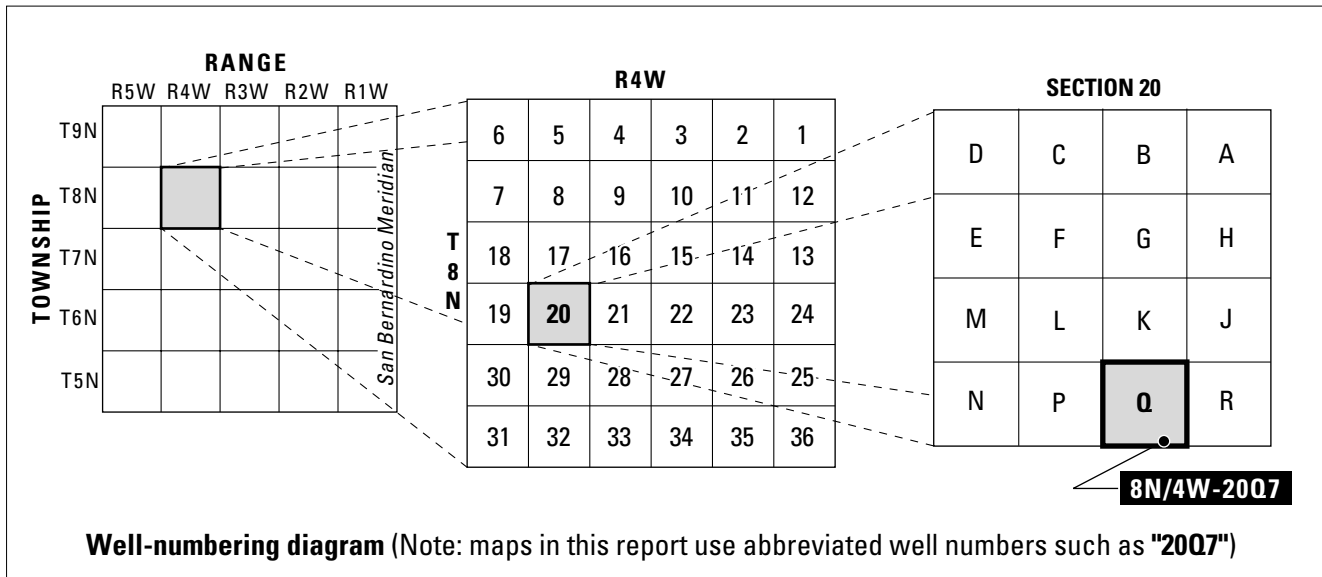 RANGE
R5W R4W R3W R2W R1W
TOWNSHIP
T9N
T8N
T7N
T6N
T5N
San Bernardino Meridian
R4W
T8N
6 5 4 3 2 1
7 8 9 10 11 12
18 17 16 15 14 13
19 20 21 22 23 24
30 29 28 27 26 25
31 32 33 34 35 36
SECTION 20
D C B A
E F G H
M L K J
N P Q R
8N/4W-20Q7
Well-numbering diagram (Note: maps in this report use abbreviated well numbers such as "20Q7")